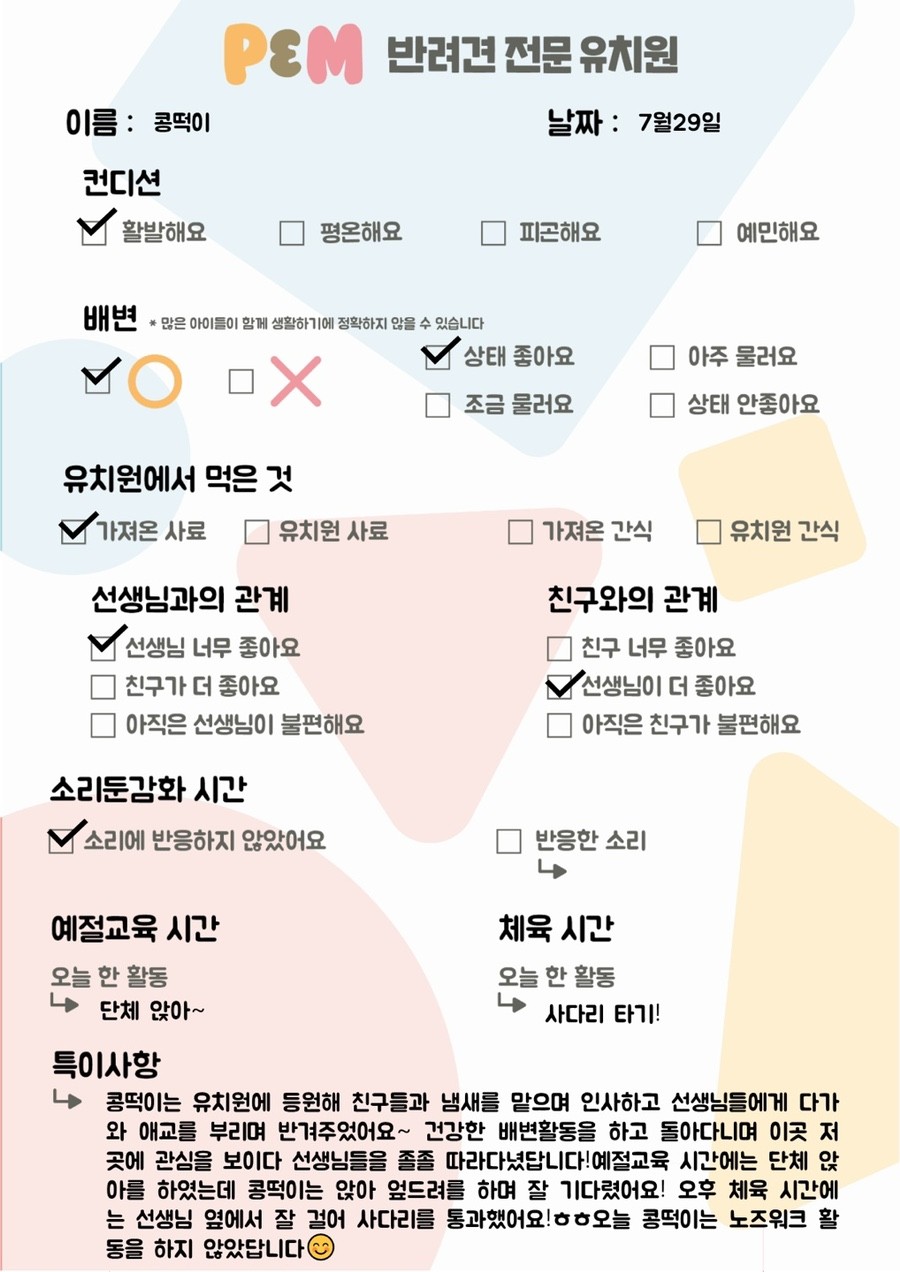 PEM 반려견 전문 유치원
이름 : 콩떡이 날짜 : 7월29일
컨디션
활발해요 평온해요 피곤해요 예민해요
배변 * 많은 아이들이 함께 생활하기에 정확하지 않을 수 있습니다
상태 좋아요 아주 물러요
조금 물러요 상태 안좋아요
유치원에서 먹은 것
가져온 사료 유치원 사료 가져온 간식 유치원 간식
선생님과의 관계 친구와의 관계
선생님 너무 좋아요 친구 너무 좋아요
친구가 더 좋아요 선생님이 더 좋아요
아직은 선생님이 불편해요 아직은 친구가 불편해요
소리둔감화 시간
소리에 반응하지 않았어요 반응한 소리
예절교육 시간 체육 시간
오늘 한 활동 오늘 한 활동
단체 앉아~ 사다리 타기!
특이사항
콩떡이는 유치원에 등원해 친구들과 냄새를 맡으며 인사하고 선생님들에게 다가
와 애교를 부리며 반겨주었어요~ 건강한 배변활동을 하고 돌아다니며 이곳 저
곳에 관심을 보이다 선생님들을 졸졸 따라다녔답니다!예절교육 시간에는 단체 앉
아를 하였는데 콩떡이는 앉아 엎드려를 하며 잘 기다렸어요! 오후 체육 시간에
는 선생님 옆에서 잘 걸어 사다리를 통과했어요!ㅎㅎ오늘 콩떡이는 노즈워크 활
동을 하지 않았답니다😊